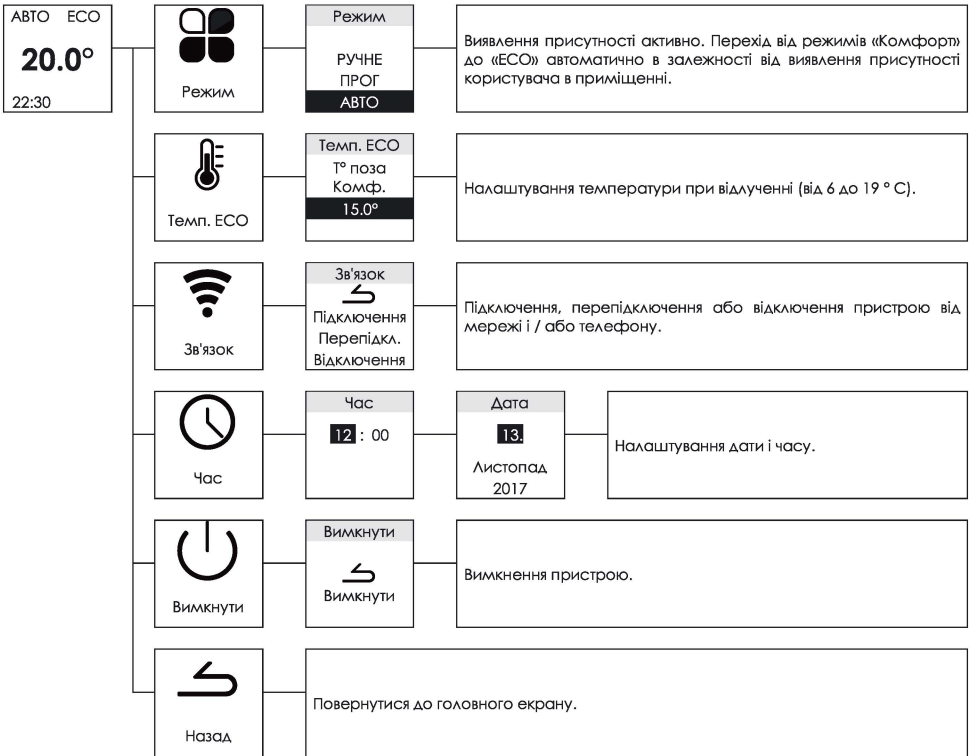 АВТО ECO
20.0°
22:30
Режим
Режим
РУЧНЕ
ПРОГ
АВТО
Виявлення присутності активно. Перехід від режимів «Комфорт»
до «ECO» автоматично в залежності від виявлення присутності
користувача в приміщенні.
Темп. ECO
Темп. ECO
Т° поза
Комф.
15.0°
Налаштування температури при відлученні (від 6 до 19 ° С).
Зв'язок
Зв'язок
Підключення
Перепідкл.
Відключення
Підключення, перепідключення або відключення пристрою від
мережі і / або телефону.
Час
Час
12 : 00
Дата
13.
Листопад
2017
Налаштування дати і часу.
Вимкнути
Вимкнути
Вимкнути
Вимкнення пристрою.
Назад
Повернутися до головного екрану.